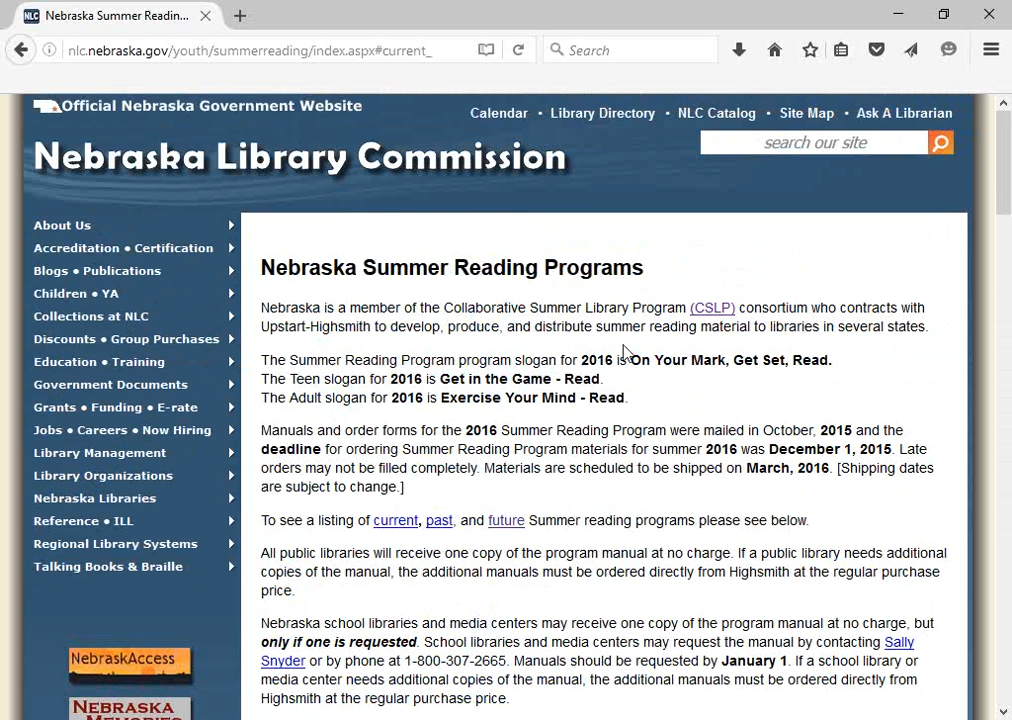 NLC Nebraska Summer Readin...
nlc.nebraska.gov/youth/summerreading/index.aspx#current_
Search
Official Nebraska Government Website
Calendar • Library Directory • NLC Catalog • Site Map • Ask A Librarian
Nebraska Library Commission
search our site
About Us
Accreditation • Certification
Blogs • Publications
Children • YA
Collections at NLC
Discounts • Group Purchases
Education • Training
Government Documents
Grants • Funding • E-rate
Jobs • Careers • Now Hiring
Library Management
Library Organizations
Nebraska Libraries
Reference • ILL
Regional Library Systems
Talking Books & Braille
NebraskAccess
NEBRASKA
MEMORIES
Nebraska Summer Reading Programs
Nebraska is a member of the Collaborative Summer Library Program (CSLP) consortium who contracts with
Upstart-Highsmith to develop, produce, and distribute summer reading material to libraries in several states.
The Summer Reading Program program slogan for 2016 is On Your Mark, Get Set, Read.
The Teen slogan for 2016 is Get in the Game - Read.
The Adult slogan for 2016 is Exercise Your Mind - Read.
Manuals and order forms for the 2016 Summer Reading Program were mailed in October, 2015 and the
deadline for ordering Summer Reading Program materials for summer 2016 was December 1, 2015. Late
orders may not be filled completely. Materials are scheduled to be shipped on March, 2016. [Shipping dates
are subject to change.]
To see a listing of current, past, and future Summer reading programs please see below.
All public libraries will receive one copy of the program manual at no charge. If a public library needs additional
copies of the manual, the additional manuals must be ordered directly from Highsmith at the regular purchase
price.
Nebraska school libraries and media centers may receive one copy of the program manual at no charge, but
only if one is requested. School libraries and media centers may request the manual by contacting Sally
Snyder or by phone at 1-800-307-2665. Manuals should be requested by January 1. If a school library or
media center needs additional copies of the manual, the additional manuals must be ordered directly from
Highsmith at the regular purchase price.